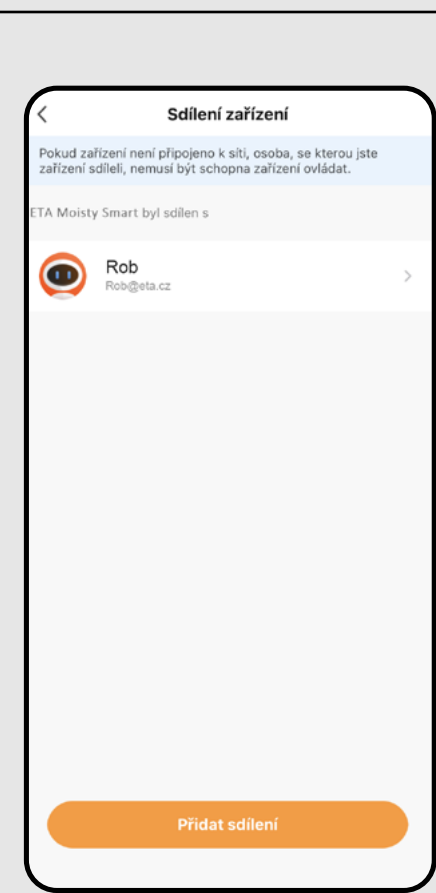 Sdílení zařízení
Pokud zařízení není připojeno k síti, osoba, se kterou jste
zařízení sdíleli, nemusí být schopna zařízení ovládat.
ETA Moisty Smart byl sdílen s
Rob
Rob@eta.cz
Přidat sdílení